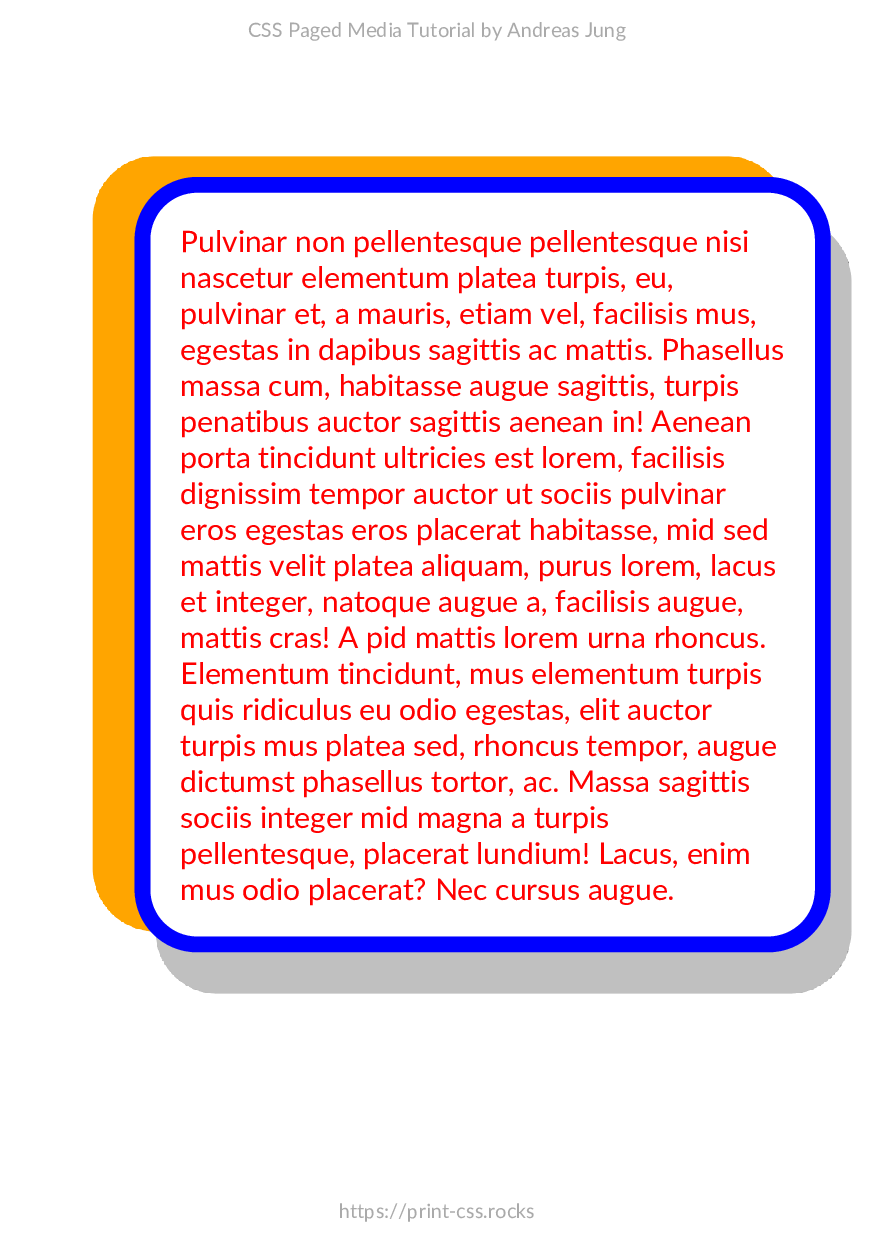 CSS Paged Media Tutorial by Andreas Jung
Pulvinar non pellentesque pellentesque nisi
nascetur elementum platea turpis, eu,
pulvinar et, a mauris, etiam vel, facilisis mus,
egestas in dapibus sagittis ac mattis. Phasellus
massa cum, habitasse augue sagittis, turpis
penatibus auctor sagittis aenean in! Aenean
porta tincidunt ultricies est lorem, facilisis
dignissim tempor auctor ut sociis pulvinar
eros egestas eros placerat habitasse, mid sed
mattis velit platea aliquam, purus lorem, lacus
et integer, natoque augue a, facilisis augue,
mattis cras! A pid mattis lorem urna rhoncus.
Elementum tincidunt, mus elementum turpis
quis ridiculus eu odio egestas, elit auctor
turpis mus platea sed, rhoncus tempor, augue
dictumst phasellus tortor, ac. Massa sagittis
sociis integer mid magna a turpis
pellentesque, placerat lundium! Lacus, enim
mus odio placerat? Nec cursus augue.
https://print-css.rocks